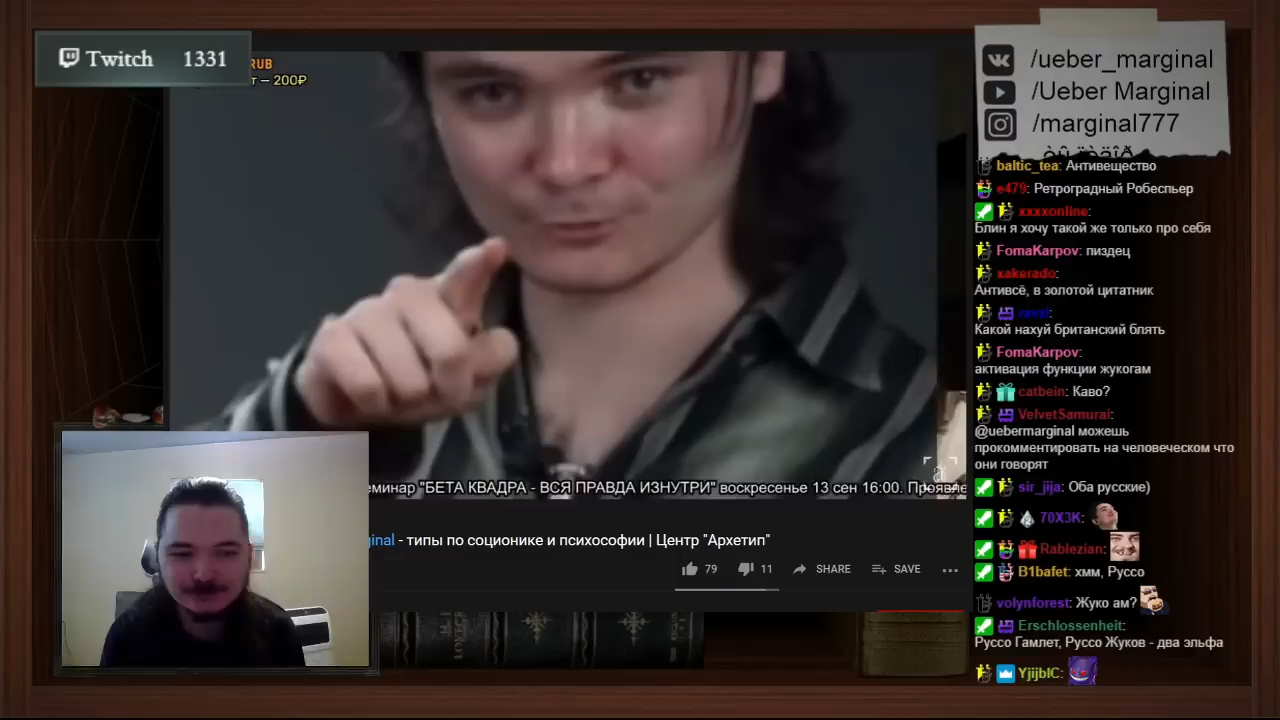 Twitch 1331
RUB
т – 200₽
/ueber_marginal
/Ueber Marginal
/marginal777
baltic_tea: Антивещество
e479: Ретроградный Робеспьер
xxxxonline:
Блин я хочу такой же только про себя
FomaKarpov: пиздец
xakerado:
Антивсё, в золотой цитатник
Какой нахуй британский блять
FomaKarpov:
активация функции жукогам
catbein: Каво?
VelvetSamurai:
@uebermarginal можешь
прокомментировать на человеческом что
они говорят
sir_jija: Оба русские)
70X3K:
Rablezian:
B1bafet: хмм, Руссо
volynforest: Жуко ам?
Erschlossenheit:
Руссо Гамлет, Руссо Жуков - два эльфа
YjijbIC:
еминар "БЕТА КВАДРА - ВСЯ ПРАВДА ИЗНУТРИ" воскресенье 13 сен 16:00. Проявле
ginal - типы по соционике и психософии | Центр "Архетип"
79 11 SHARE SAVE